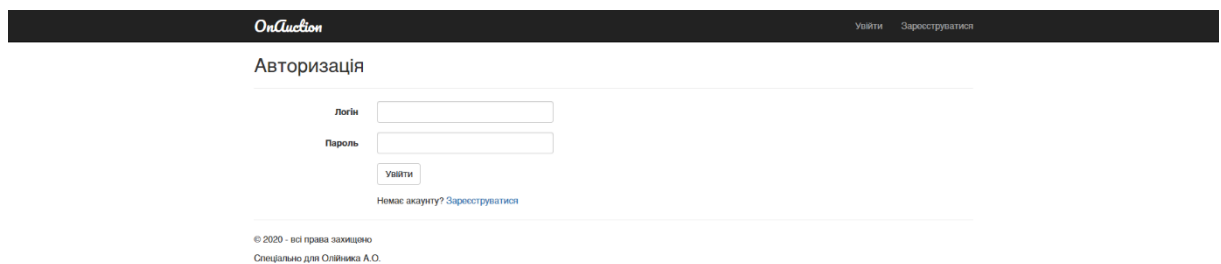 OnAuction Увійти Зареєструватися
Авторизація
Логін
Пароль
Увійти
Немає акаунту? Зареєструватися
© 2020 - всі права захищено
Спеціально для Олійника А.О.